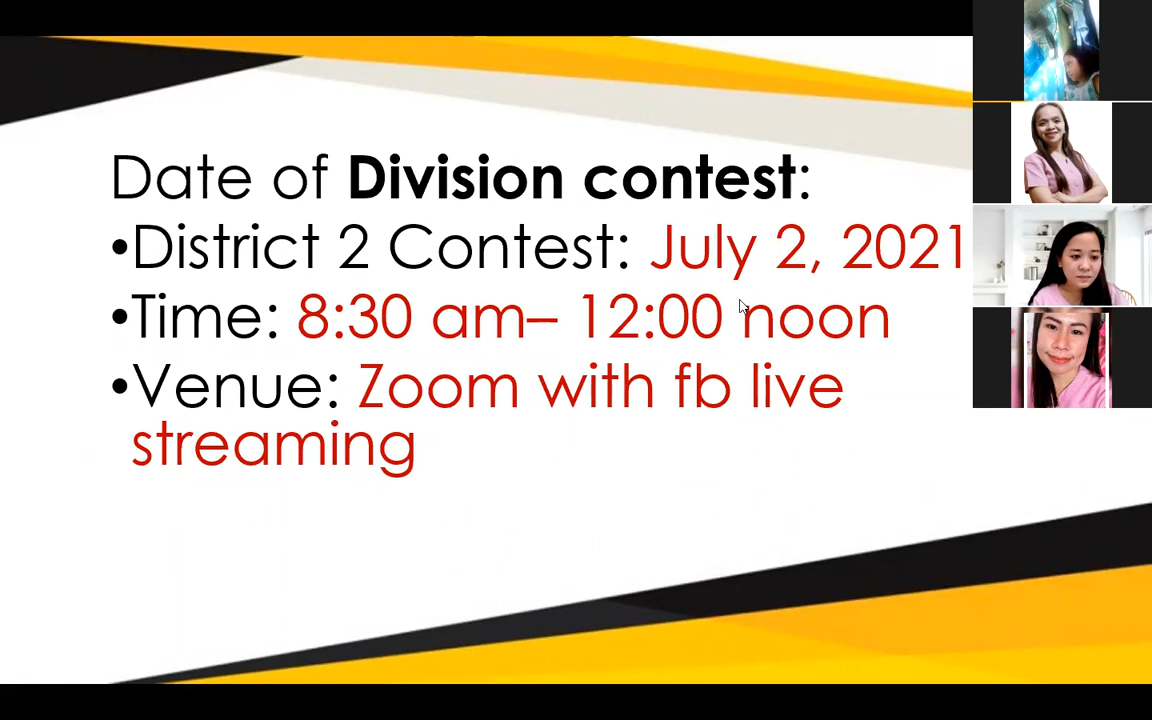 Date of Division contest:
•District 2 Contest: July 2, 2021
•Time: 8:30 am– 12:00 noon
•Venue: Zoom with fb live
streaming